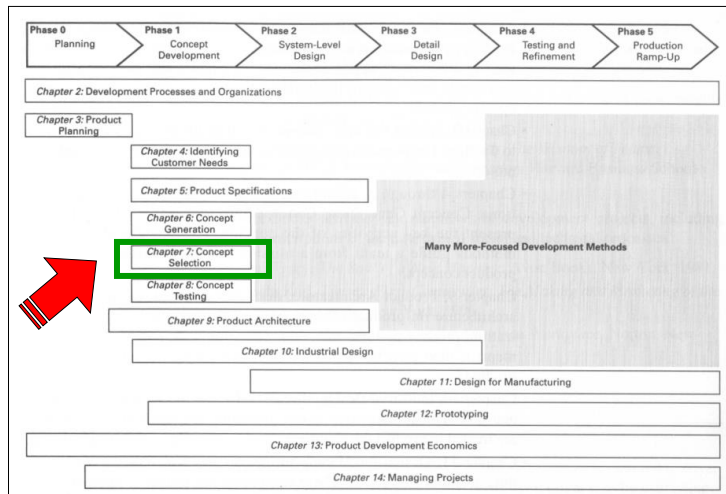 Phase 0
Planning
Phase 1
Concept
Development
Phase 2
System-Level
Design
Phase 3
Detail
Design
Phase 4
Testing and
Refinement
Phase 5
Production
Ramp-Up
Chapter 2: Development Processes and Organizations
Chapter 3: Product
Planning
Chapter 4: Identifying
Customer Needs
Chapter 5: Product Specifications
Chapter 6: Concept
Generation
Many More-Focused Development Methods
Chapter 7: Concept
Selection
Chapter 8: Concept
Testing
Chapter 9: Product Architecture
Chapter 10: Industrial Design
Chapter 11: Design for Manufacturing
Chapter 12: Prototyping
Chapter 13: Product Development Economics
Chapter 14: Managing Projects